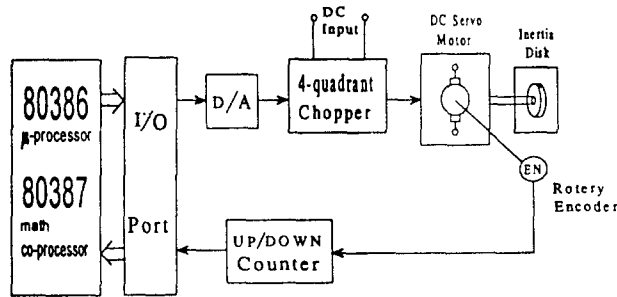 80386
μ-processor
80387
math
co-processor
I/O
Port
D/A
DC
Input
4-quadrant
Chopper
DC Servo
Motor
Inertia
Disk
EN
Rotery
Encoder
UP/DOWN
Counter